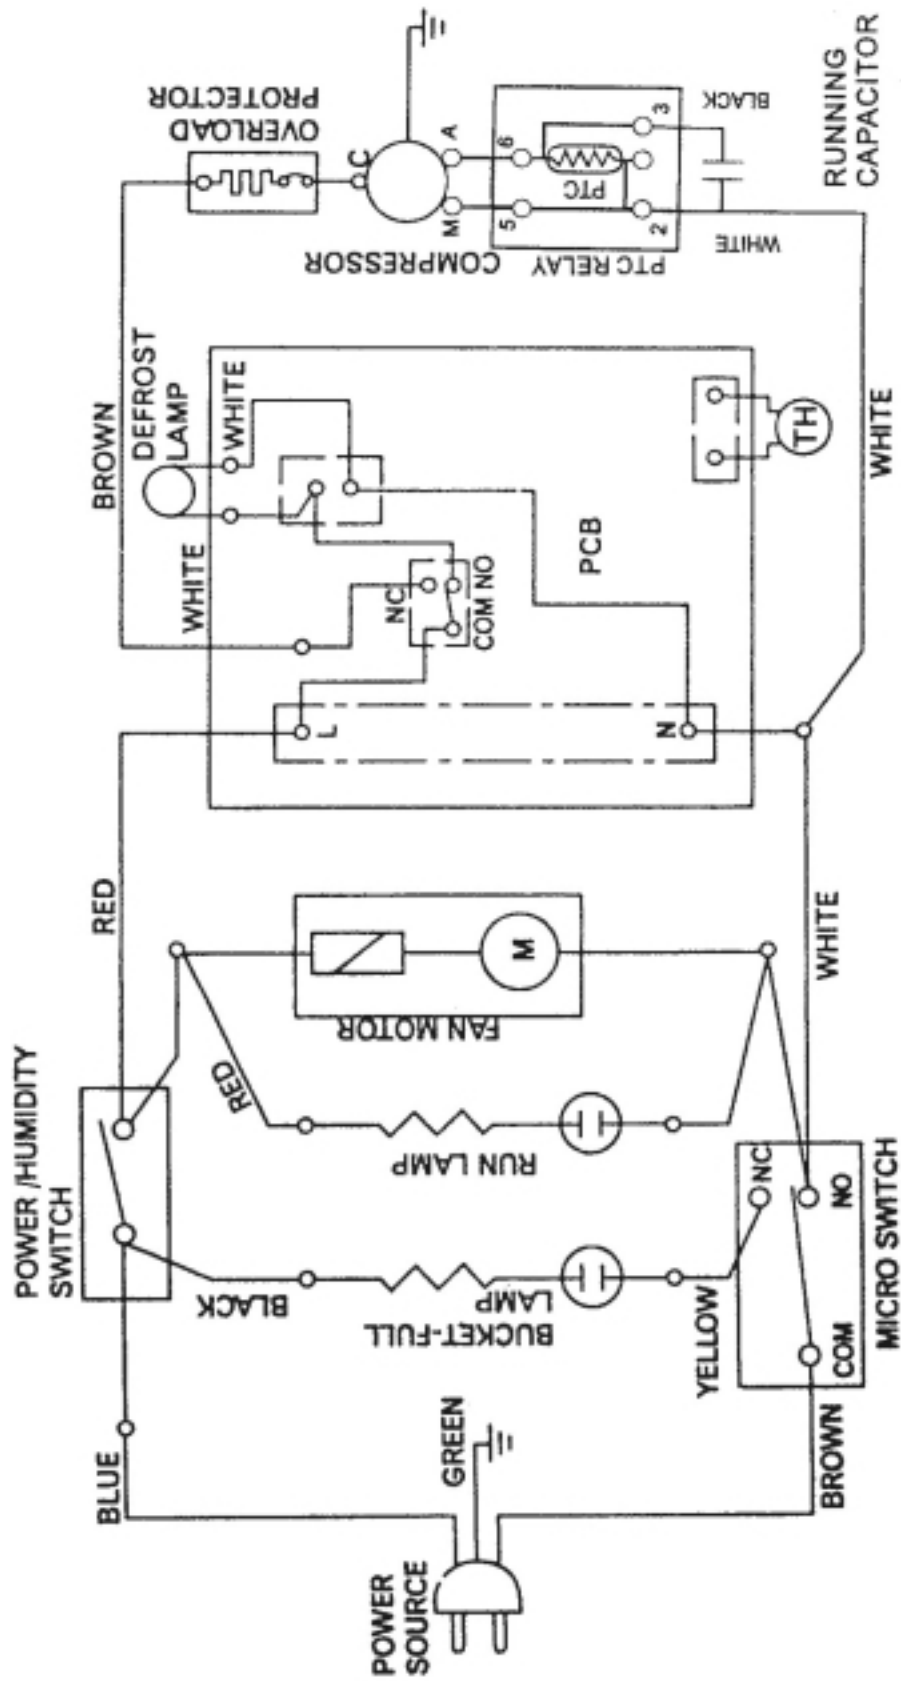 POWER
SOURCE
GREEN
BLUE
BROWN
POWER /HUMIDITY
SWITCH
BLACK
BUCKET-FULL
LAMP
YELLOW
COM
NO
NC
MICRO SWITCH
RED
RUN LAMP
FAN MOTOR
M
RED
WHITE
L
N
PCB
NC
COM NO
WHITE
WHITE
DEFROST
LAMP
BROWN
TH
WHITE
OVERLOAD
PROTECTOR
COMPRESSOR
C
M
A
PTC RELAY
5
6
PTC
2
3
WHITE
BLACK
RUNNING
CAPACITOR